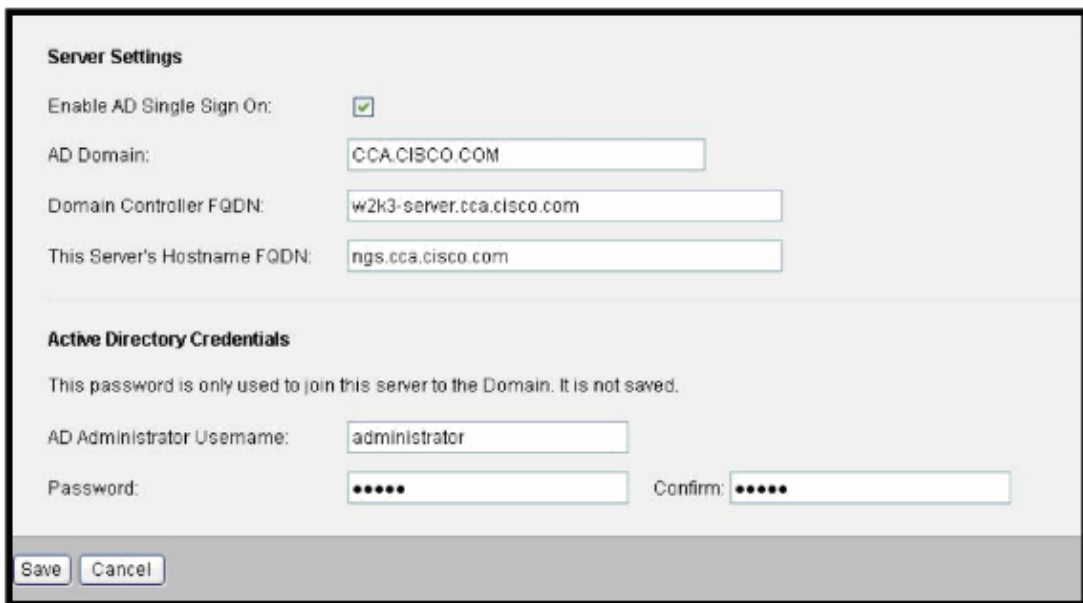 Server Settings
Enable AD Single Sign On:
AD Domain: CCA.CISCO.COM
Domain Controller FQDN: w2k3-server.cca.cisco.com
This Server's Hostname FQDN: ngs.cca.cisco.com
Active Directory Credentials
This password is only used to join this server to the Domain. It is not saved.
AD Administrator Username: administrator
Password: ●●●●● Confirm: ●●●●●
Save Cancel